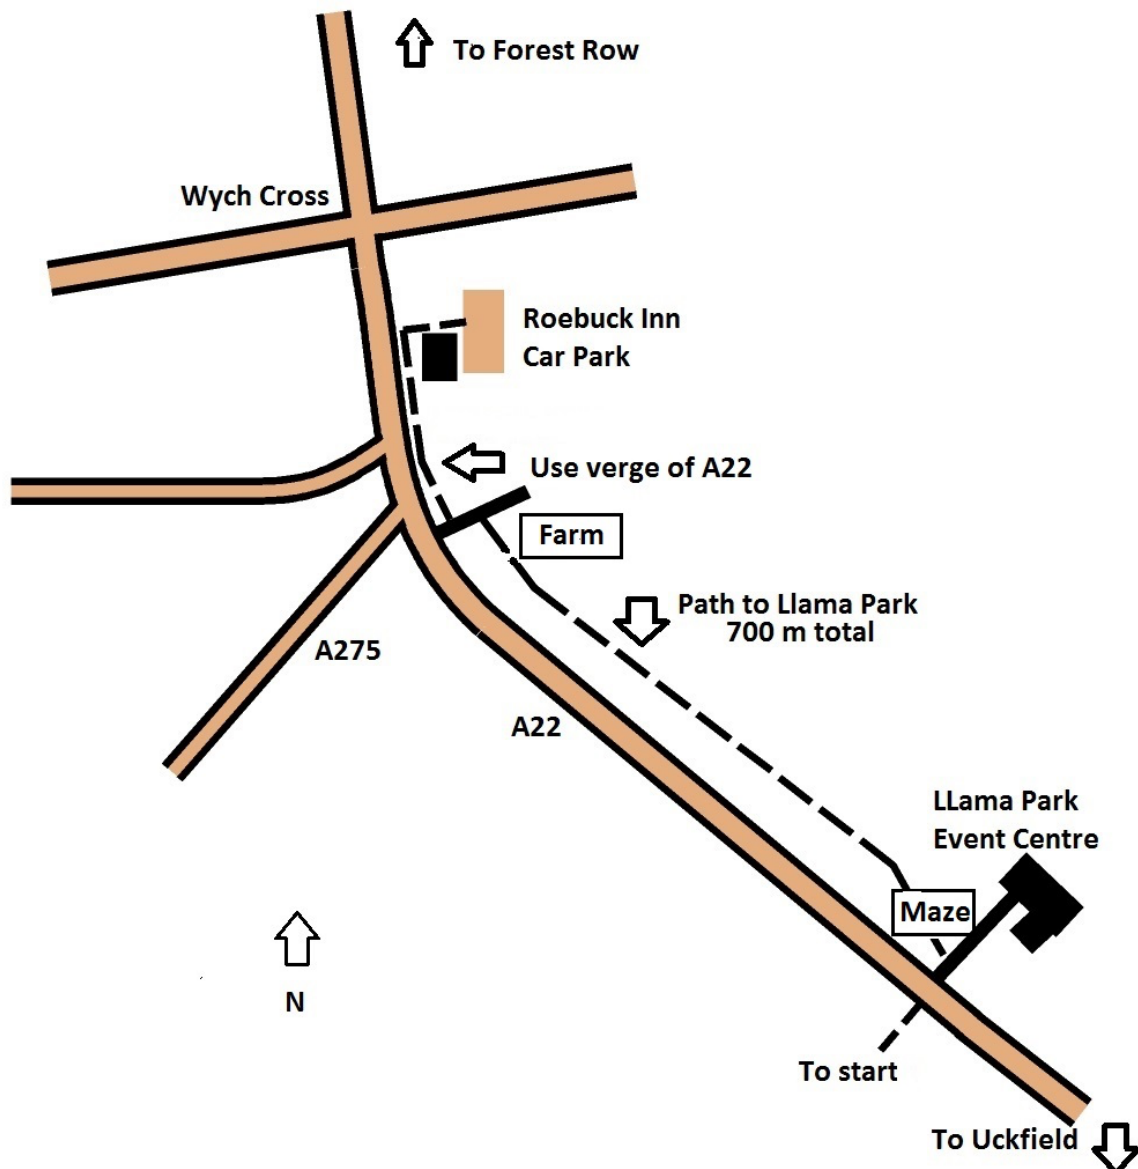 To Forest Row
Wych Cross
Roebuck Inn
Car Park
Use verge of A22
Farm
Path to Llama Park
700 m total
A275
A22
LLama Park
Event Centre
Maze
N
To start
To Uckfield